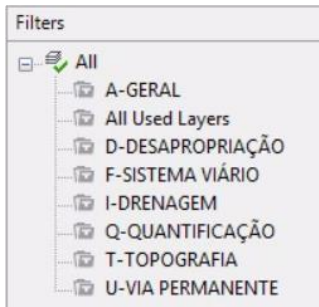 Filters
All
A-GERAL
All Used Layers
D-DESAPROPRIAÇÃO
F-SISTEMA VIÁRIO
I-DRENAGEM
Q-QUANTIFICAÇÃO
T-TOPOGRAFIA
U-VIA PERMANENTE